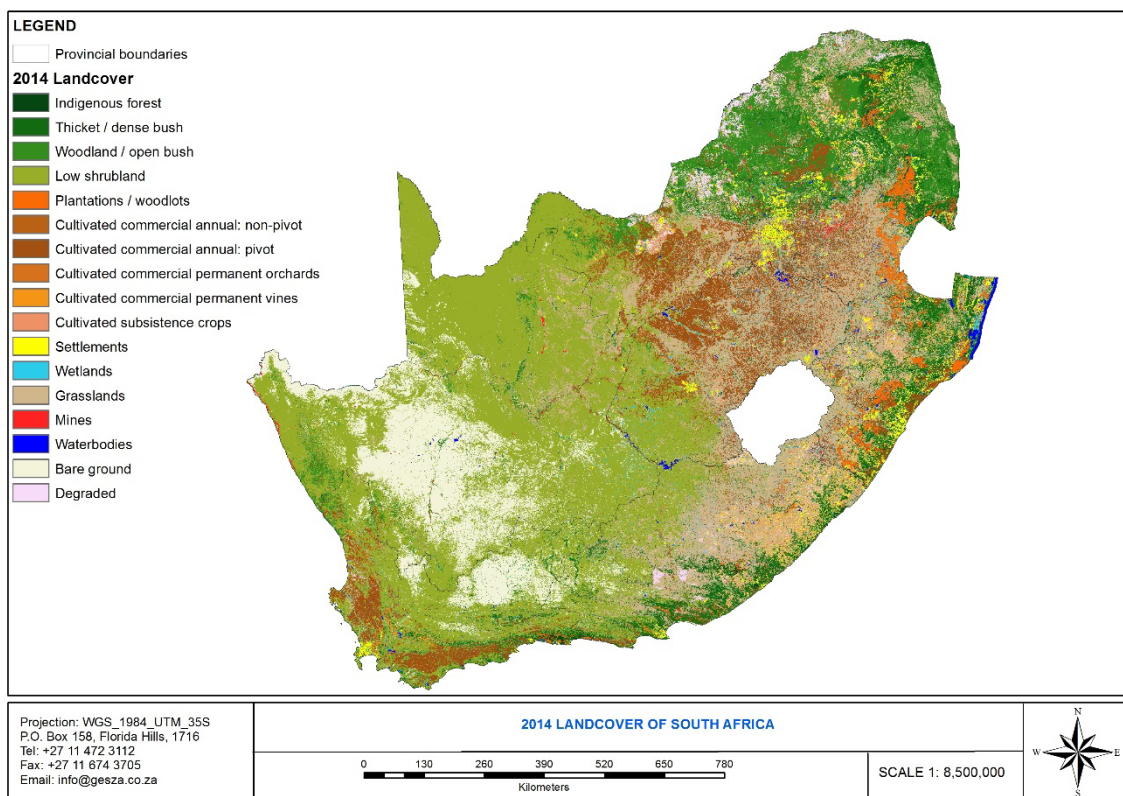 LEGEND
Provincial boundaries
2014 Landcover
Indigenous forest
Thicket / dense bush
Woodland / open bush
Low shrubland
Plantations / woodlots
Cultivated commercial annual: non-pivot
Cultivated commercial annual: pivot
Cultivated commercial permanent orchards
Cultivated commercial permanent vines
Cultivated subsistence crops
Settlements
Wetlands
Grasslands
Mines
Waterbodies
Bare ground
Degraded
Projection: WGS_1984_UTM_35S
P.O. Box 158, Florida Hills, 1716
Tel: +27 11 472 3112
Fax: +27 11 674 3705
Email: info@gesza.co.za
2014 LANDCOVER OF SOUTH AFRICA
0 130 260 390 520 650 780
Kilometers
SCALE 1: 8,500,000
N
W E
S